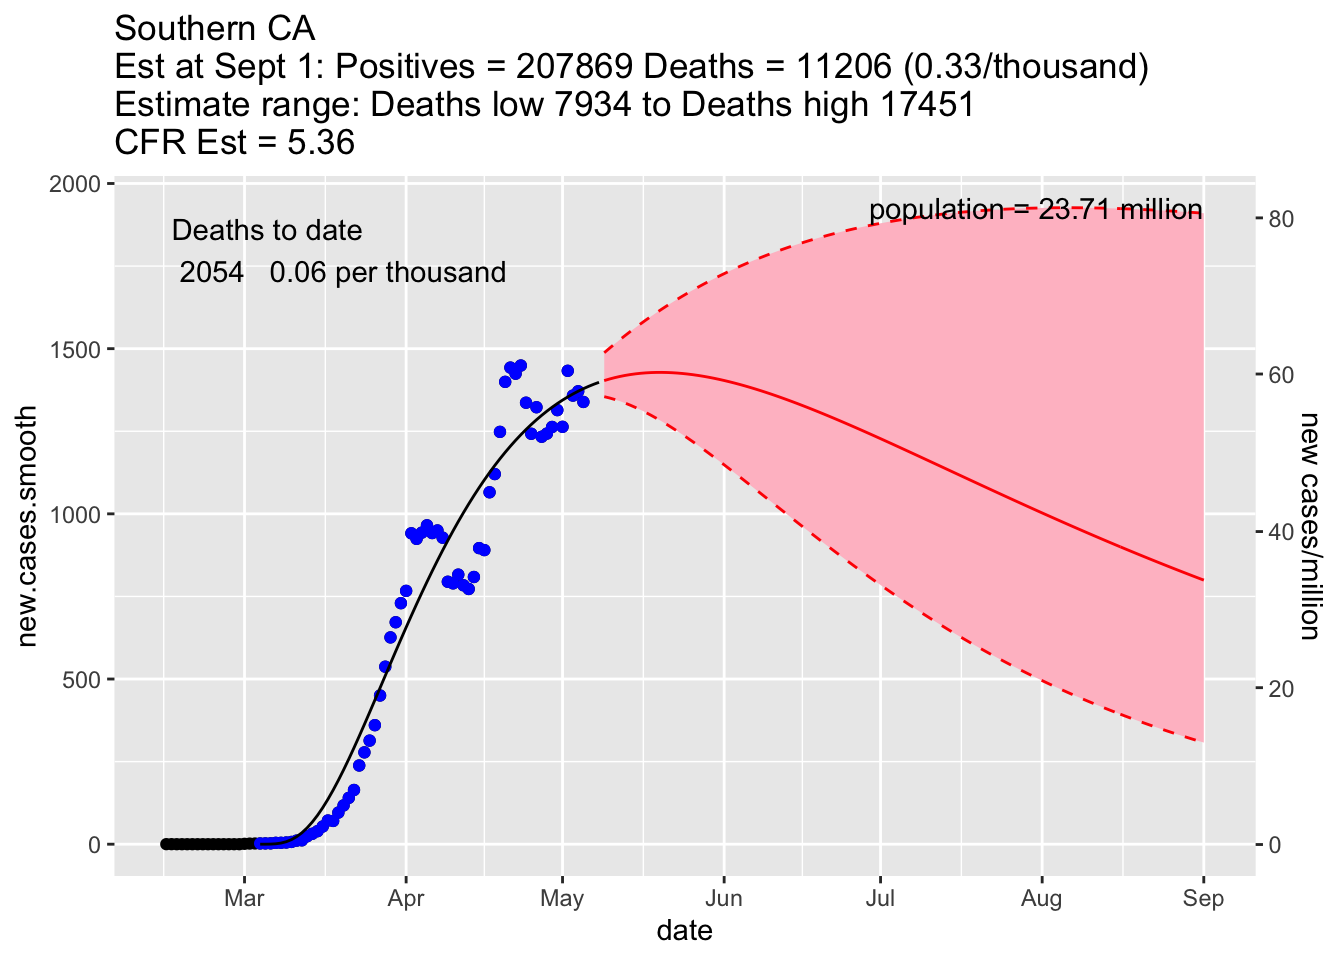 Southern CA
Est at Sept 1: Positives = 207869 Deaths = 11206 (0.33/thousand)
Estimate range: Deaths low 7934 to Deaths high 17451
CFR Est = 5.36
Deaths to date
2054 0.06 per thousand
population = 23.71 million
2000
1500
1000
500
0
new.cases.smooth
80
60
40
20
0
new cases/million
Mar Apr May Jun Jul Aug Sep
date